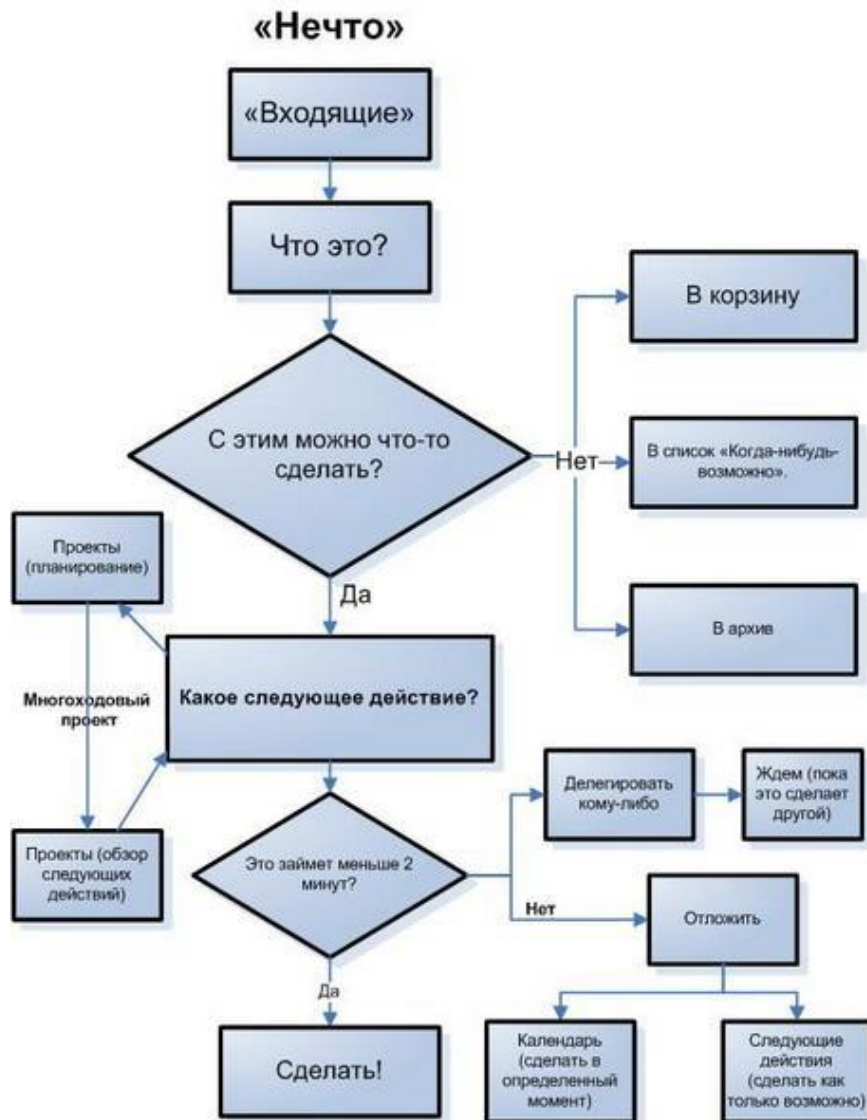 «Нечто»
«Входящие»
Что это?
В корзину
С этим можно что-то
сделать?
Нет
В список «Когда-нибудь-
возможно».
Проекты
(планирование)
Да
В архив
Какое следующее действие?
Многоходовый
проект
Делегировать
кому-либо
Ждем (пока
это сделает
другой)
Проекты (обзор
следующих
действий)
Это займет меньше 2
минут?
Нет
Отложить
Да
Сделать!
Календарь
(сделать в
определенный
момент)
Следующие
действия
(сделать как
только возможно)